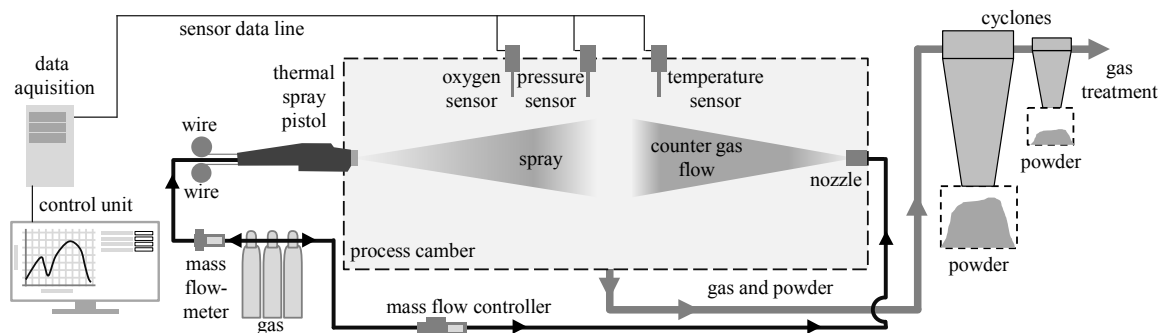 sensor data line
data
aquisition
thermal
spray
pistol
wire
wire
oxygen
sensor
pressure
sensor
temperature
sensor
cyclones
gas
treatment
powder
powder
spray
counter gas
flow
nozzle
control unit
mass
flow-
meter
gas
process camber
mass flow controller
gas and powder